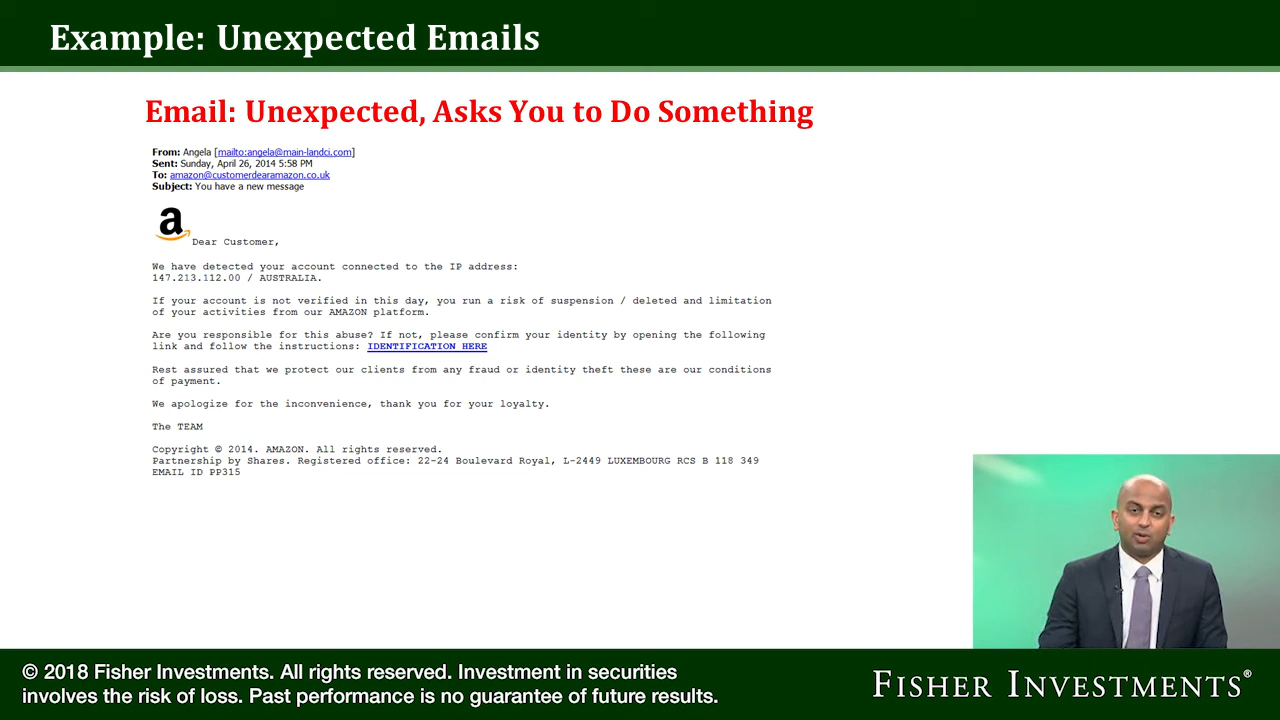 Example: Unexpected Emails
Email: Unexpected, Asks You to Do Something
From: Angela [mailto:angela@main-landci.com]
Sent: Sunday, April 26, 2014 5:58 PM
To: amazon@customerdearamazon.co.uk
Subject: You have a new message
a
Dear Customer,
We have detected your account connected to the IP address:
147.213.112.00 / AUSTRALIA.
If your account is not verified in this day, you run a risk of suspension / deleted and limitation
of your activities from our AMAZON platform.
Are you responsible for this abuse? If not, please confirm your identity by opening the following
link and follow the instructions: IDENTIFICATION HERE
Rest assured that we protect our clients from any fraud or identity theft these are our conditions
of payment.
We apologize for the inconvenience, thank you for your loyalty.
The TEAM
Copyright © 2014. AMAZON. All rights reserved.
Partnership by Shares. Registered office: 22-24 Boulevard Royal, L-2449 LUXEMBOURG RCS B 118 349
EMAIL ID PP315
© 2018 Fisher Investments. All rights reserved. Investment in securities
involves the risk of loss. Past performance is no guarantee of future results.
FISHER INVESTMENTS®